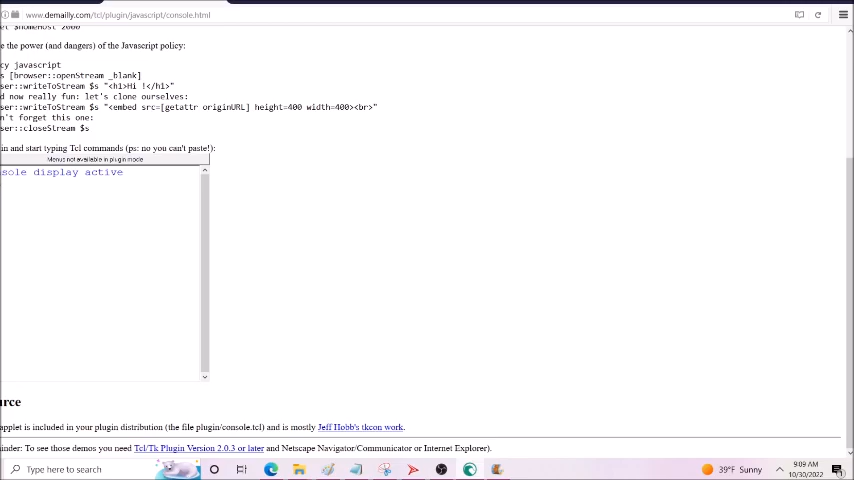 www.demailly.com/tcl/plugin/javascript/console.html
et $homeHost 2000
e the power (and dangers) of the Javascript policy:
cy javascript
s [browser::openStream _blank]
ser::writeToStream $s "<h1>Hi !</h1>"
d now really fun: let's clone ourselves:
ser::writeToStream $s "<embed src=[getattr originURL] height=400 width=400><br>"
n't forget this one:
ser::closeStream $s
in and start typing Tcl commands (ps: no you can't paste!):
Menus not available in plugin mode
sole display active
urce
applet is included in your plugin distribution (the file plugin/console.tcl) and is mostly Jeff Hobb's tkcon work.
inder: To see those demos you need Tcl/Tk Plugin Version 2.0.3 or later and Netscape Navigator/Communicator or Internet Explorer).
Type here to search
39°F Sunny
9:09 AM
10/30/2022